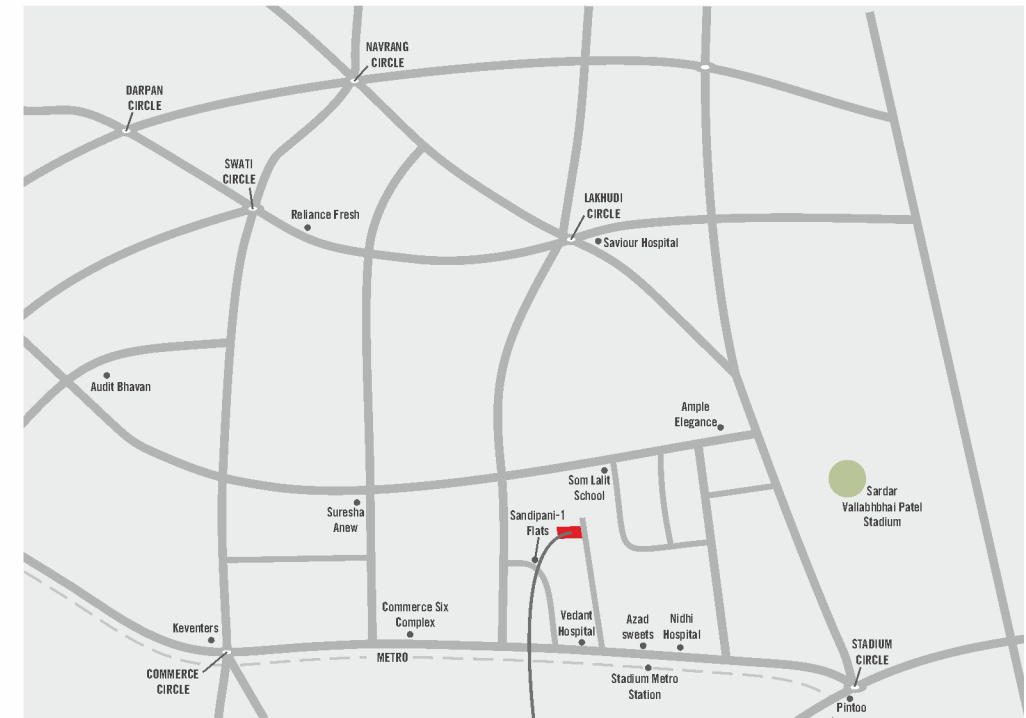 NAVRANG
CIRCLE
DARPAN
CIRCLE
SWATI
CIRCLE
Reliance Fresh
LAKHUDI
CIRCLE
Saviour Hospital
Audit Bhavan
Ample
Elegance
Som Lalit
School
Sardar
Vallabhbhai Patel
Stadium
Suresha
Anew
Sandipani-1
Flats
Commerce Six
Complex
Keventers
Vedant
Hospital
Azad
sweets
Nidhi
Hospital
METRO
STADIUM
CIRCLE
COMMERCE
CIRCLE
Stadium Metro
Station
Pintoo